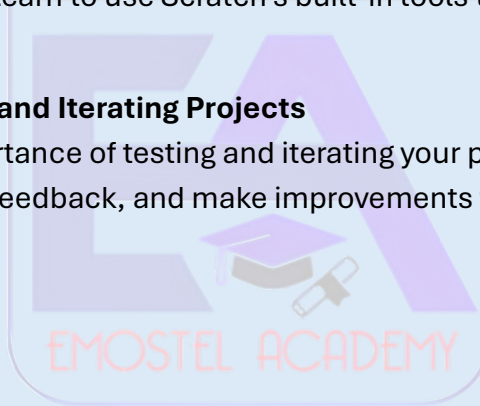 and Iterating Projects
rtance of testing and iterating your p
eedback, and make improvements
EMOSTEL ACADEMY